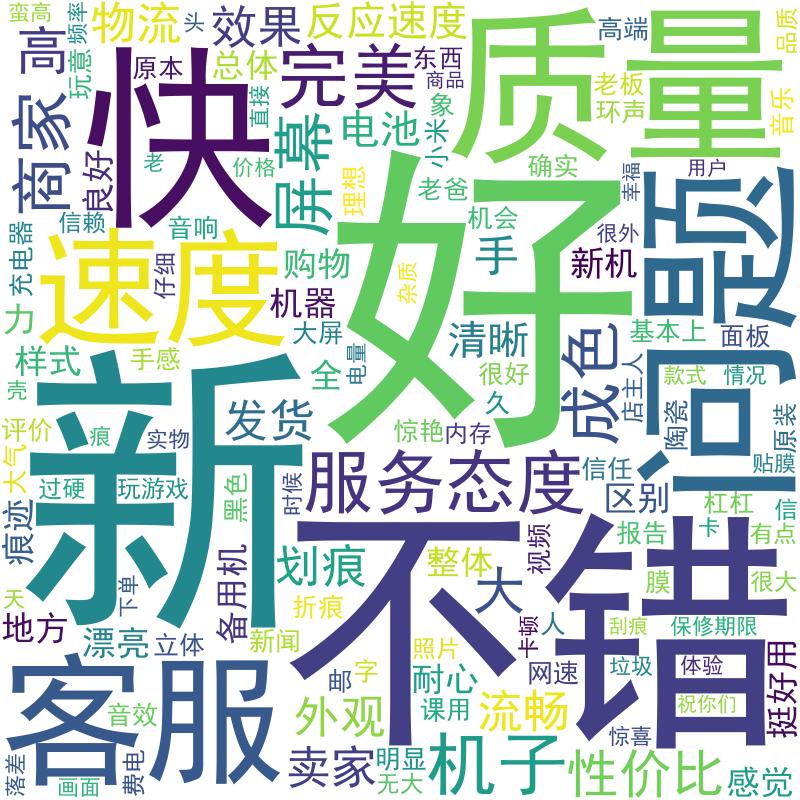 蛮高
物流
头
效果
反应速度
高端
品质
高
玩意
频率
原本
总体
完美
东西
商品
质量
老板
环声
音乐
商家
快
直接
屏幕
电池
小米
象
良好
老
价格
理想
老爸
确实
幸福
用户
信赖
音响
机会
很外
问题
充电器
速度
仔细
购物
手
新机
杂质
好
力
机器
大屏
清晰
成色
基本上
面板
样式
手感
全
电量
很好
店主人
款式
情况
壳
新
发货
久
陶瓷
原装
评价
痕
实物
惊艳
内存
贴膜
大气
过硬
玩游戏
黑色
时候
服务态度
信任
区别
杠杠
信
痕迹
备用机
不错
视频
报告
卡
有点
天
下单
划痕
整体
大
膜
很大
地方
漂亮
立体
新闻
折痕
照片
卡顿
人
刮痕
保修期限
客服
邮
字
耐心
网速
垃圾
体验
挺好用
音效
外观
课用
流畅
惊喜
祝你们
落差
画面
费电
卖家
明显
无大
机子
性价比
感觉